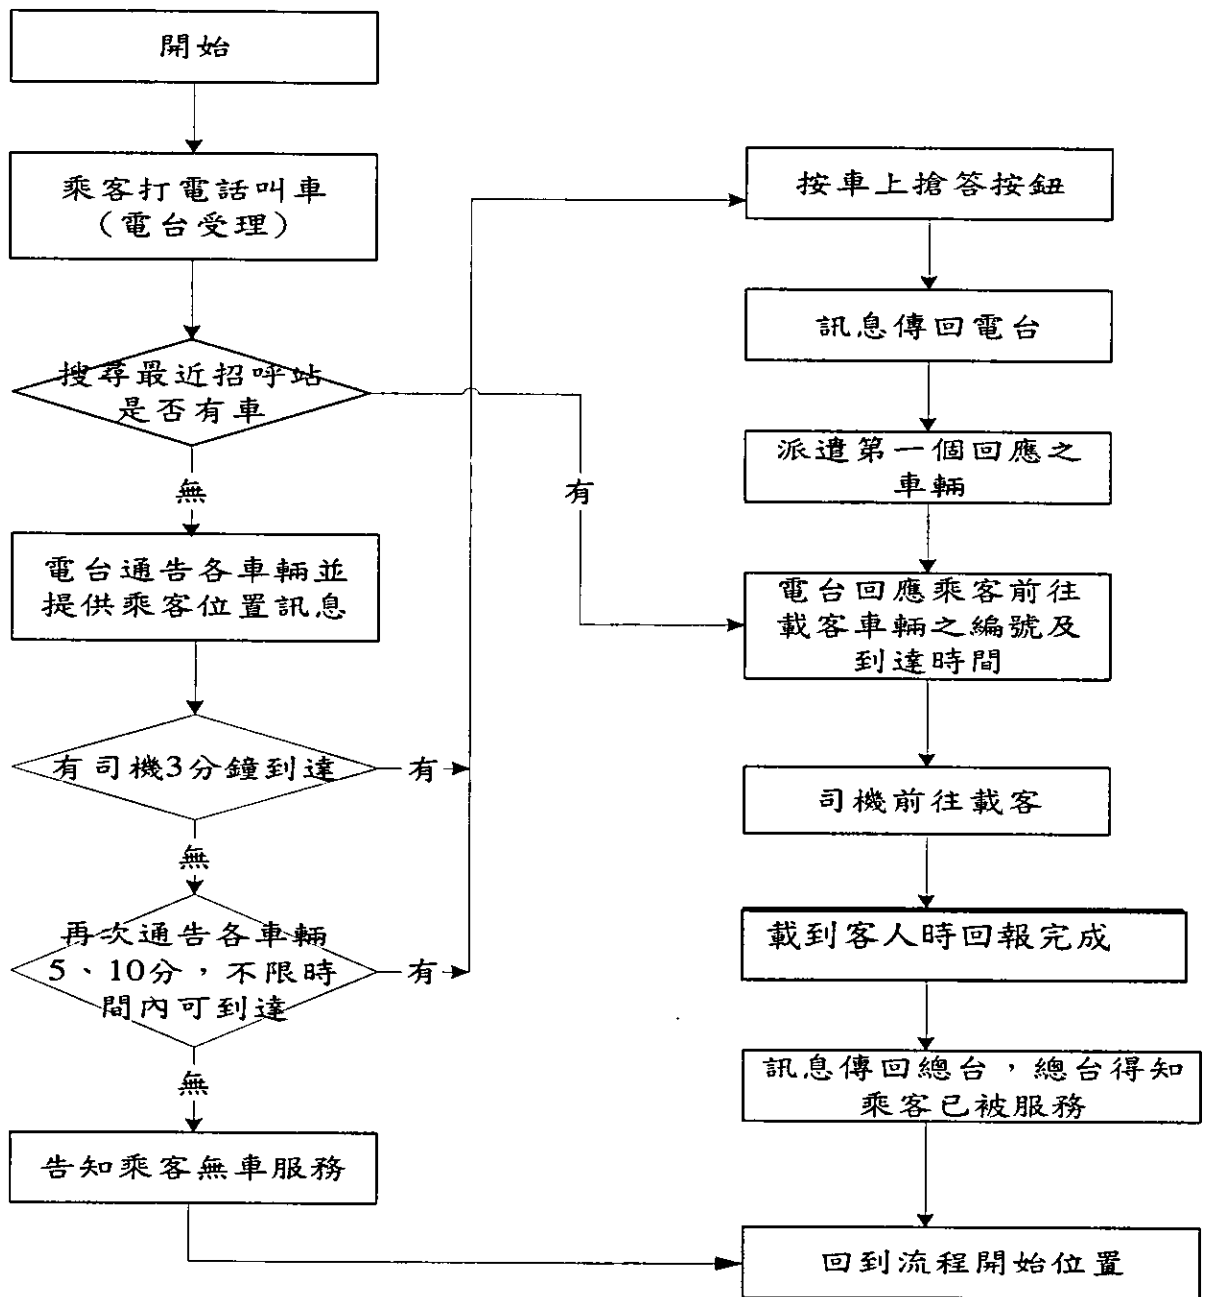 開始
乘客打電話叫車
（電台受理）
搜尋最近招呼站
是否有車
無
有
電台通告各車輛並
提供乘客位置訊息
有司機3分鐘到達
有
無
再次通告各車輛
5、10分，不限時
間內可到達
有
無
告知乘客無車服務
按車上搶答按鈕
訊息傳回電台
派遣第一個回應之
車輛
電台回應乘客前往
載客車輛之編號及
到達時間
司機前往載客
載到客人時回報完成
訊息傳回總台，總台得知
乘客已被服務
回到流程開始位置